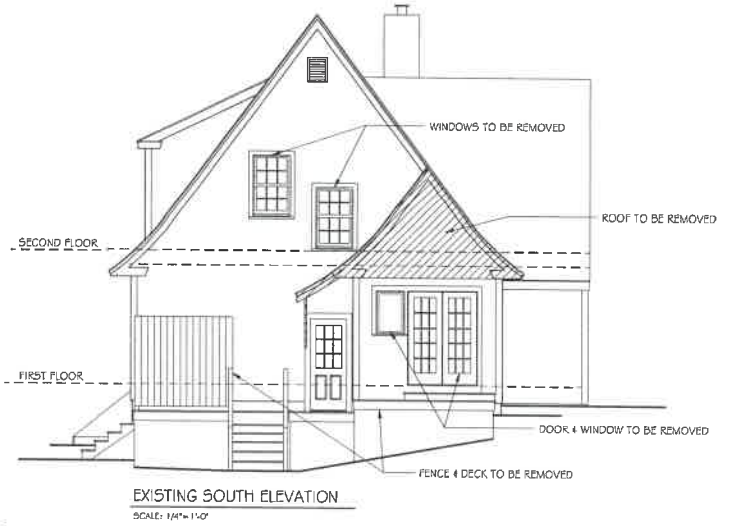 WINDOWS TO BE REMOVED
ROOF TO BE REMOVED
SECOND FLOOR
FIRST FLOOR
DOOR & WINDOW TO BE REMOVED
FENCE & DECK TO BE REMOVED
EXISTING SOUTH ELEVATION
SCALE: 1/4"=1'-0"